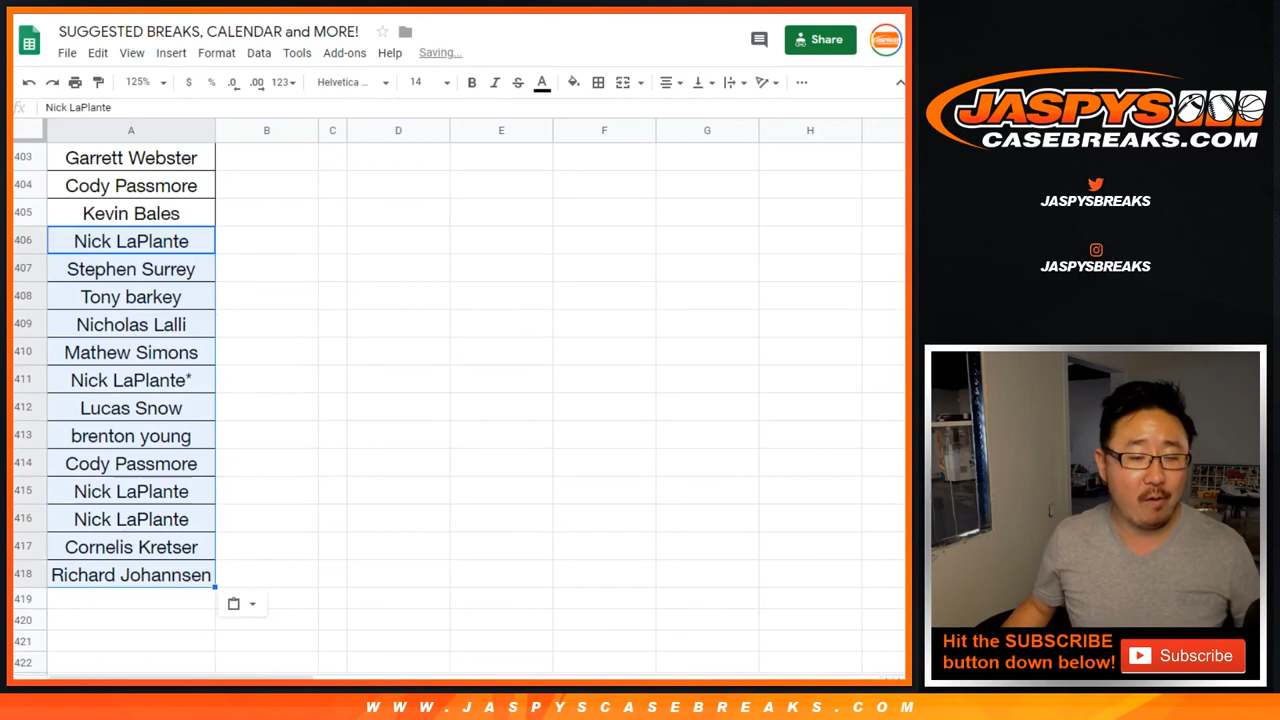 SUGGESTED BREAKS, CALENDAR and MORE!
File Edit View Insert Format Data Tools Add-ons Help Saving...
Share
125% $ % .0 .00 123 Helvetica ... 14 B I S A
fx Nick LaPlante
A B C D E F G H
403 Garrett Webster
404 Cody Passmore
405 Kevin Bales
406 Nick LaPlante
407 Stephen Surrey
408 Tony barkey
409 Nicholas Lalli
410 Mathew Simons
411 Nick LaPlante*
412 Lucas Snow
413 brenton young
414 Cody Passmore
415 Nick LaPlante
416 Nick LaPlante
417 Cornelis Kretser
418 Richard Johannsen
419
420
421
422
JASPYS
CASEBREAKS.COM
JASPYSBREAKS
JASPYSBREAKS
Hit the SUBSCRIBE
button down below!
Subscribe
WWW.JASPYSCASEBREAKS.COM